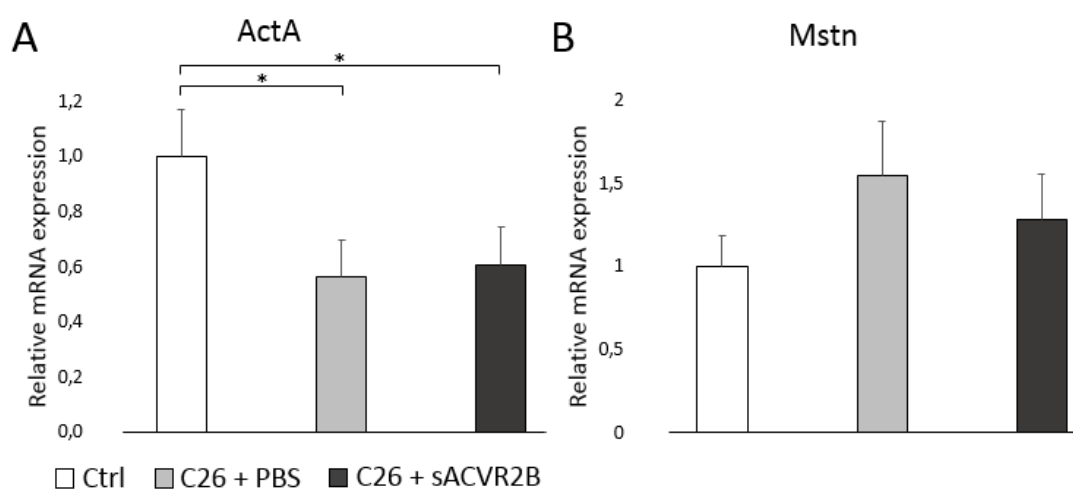 A
ActA
*
*
Relative mRNA expression
1,2
1,0
0,8
0,6
0,4
0,2
0,0
B
Mstn
Relative mRNA expression
2
1,5
1
0,5
0
Ctrl C26 + PBS C26 + sACVR2B